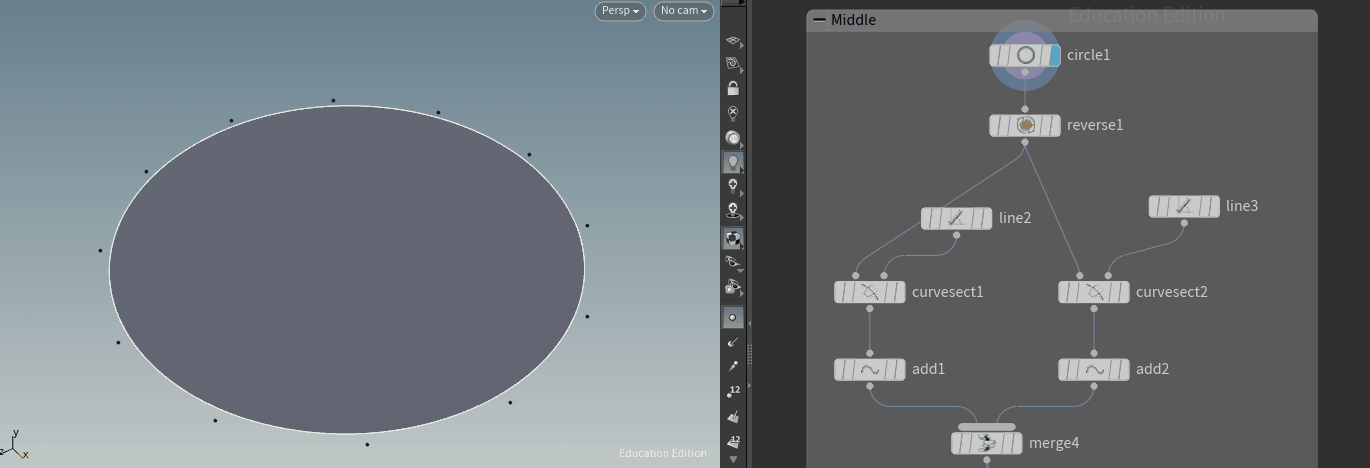 Persp
No cam
Education Edition
Middle
circle1
reverse1
line2
line3
curvesect1
curvesect2
add1
add2
merge4
12
12
y
z
x
Education Edition